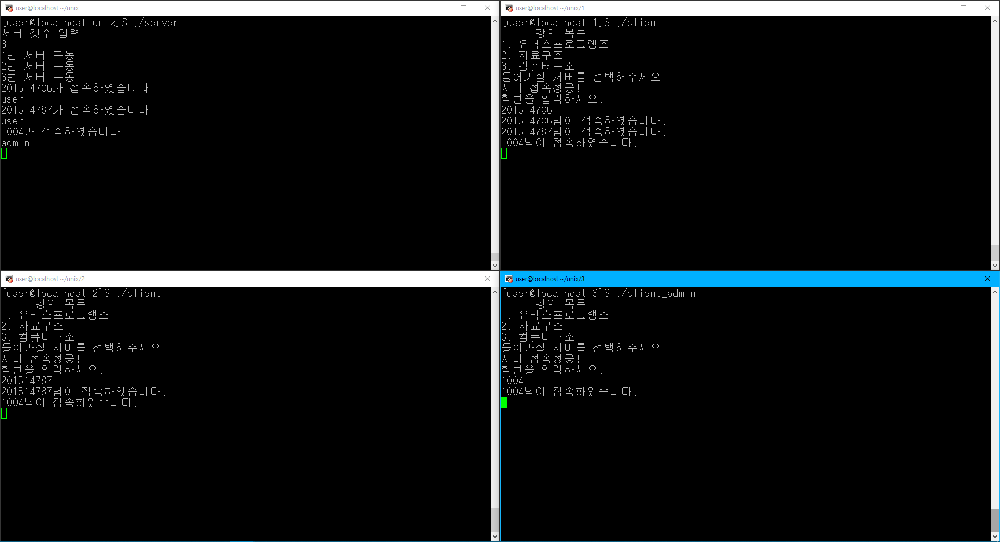 user@localhost:~/unix
[user@localhost unix]$ ./server
서버 갯수 입력 :
3
1번 서버 구동
2번 서버 구동
3번 서버 구동
201514706가 접속하였습니다.
user
201514787가 접속하였습니다.
user
1004가 접속하였습니다.
admin
user@localhost:~/unix/1
[user@localhost 1]$ ./client
------강의 목록------
1. 유닉스프로그램즈
2. 자료구조
3. 컴퓨터구조
들어가실 서버를 선택해주세요 :1
서버 접속성공!!!
학번을 입력하세요.
201514706
201514706님이 접속하였습니다.
201514787님이 접속하였습니다.
1004님이 접속하였습니다.
user@localhost:~/unix/2
[user@localhost 2]$ ./client
------강의 목록------
1. 유닉스프로그램즈
2. 자료구조
3. 컴퓨터구조
들어가실 서버를 선택해주세요 :1
서버 접속성공!!!
학번을 입력하세요.
201514787
201514787님이 접속하였습니다.
1004님이 접속하였습니다.
user@localhost:~/unix/3
[user@localhost 3]$ ./client_admin
------강의 목록------
1. 유닉스프로그램즈
2. 자료구조
3. 컴퓨터구조
들어가실 서버를 선택해주세요 :1
서버 접속성공!!!
학번을 입력하세요.
1004
1004님이 접속하였습니다.